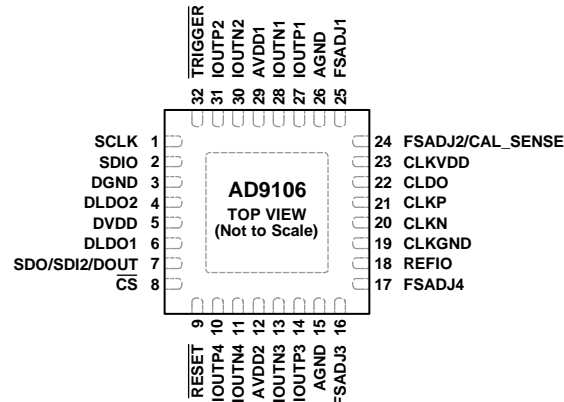 TRIGGER
IOUTP2
IOUTN2
AVDD1
IOUTN1
IOUTP1
AGND
FSADJ1
32 31 30 29 28 27 26 25
SCLK 1
SDIO 2
DGND 3
DLDO2 4
DVDD 5
DLDO1 6
SDO/SDI2/DOUT 7
CS 8
AD9106
TOP VIEW
(Not to Scale)
24 FSADJ2/CAL_SENSE
23 CLKVDD
22 CLDO
21 CLKP
20 CLKN
19 CLKGND
18 REFIO
17 FSADJ4
9 10 11 12 13 14 15 16
RESET
IOUTP4
IOUTN4
AVDD2
IOUTN3
IOUTP3
AGND
FSADJ3